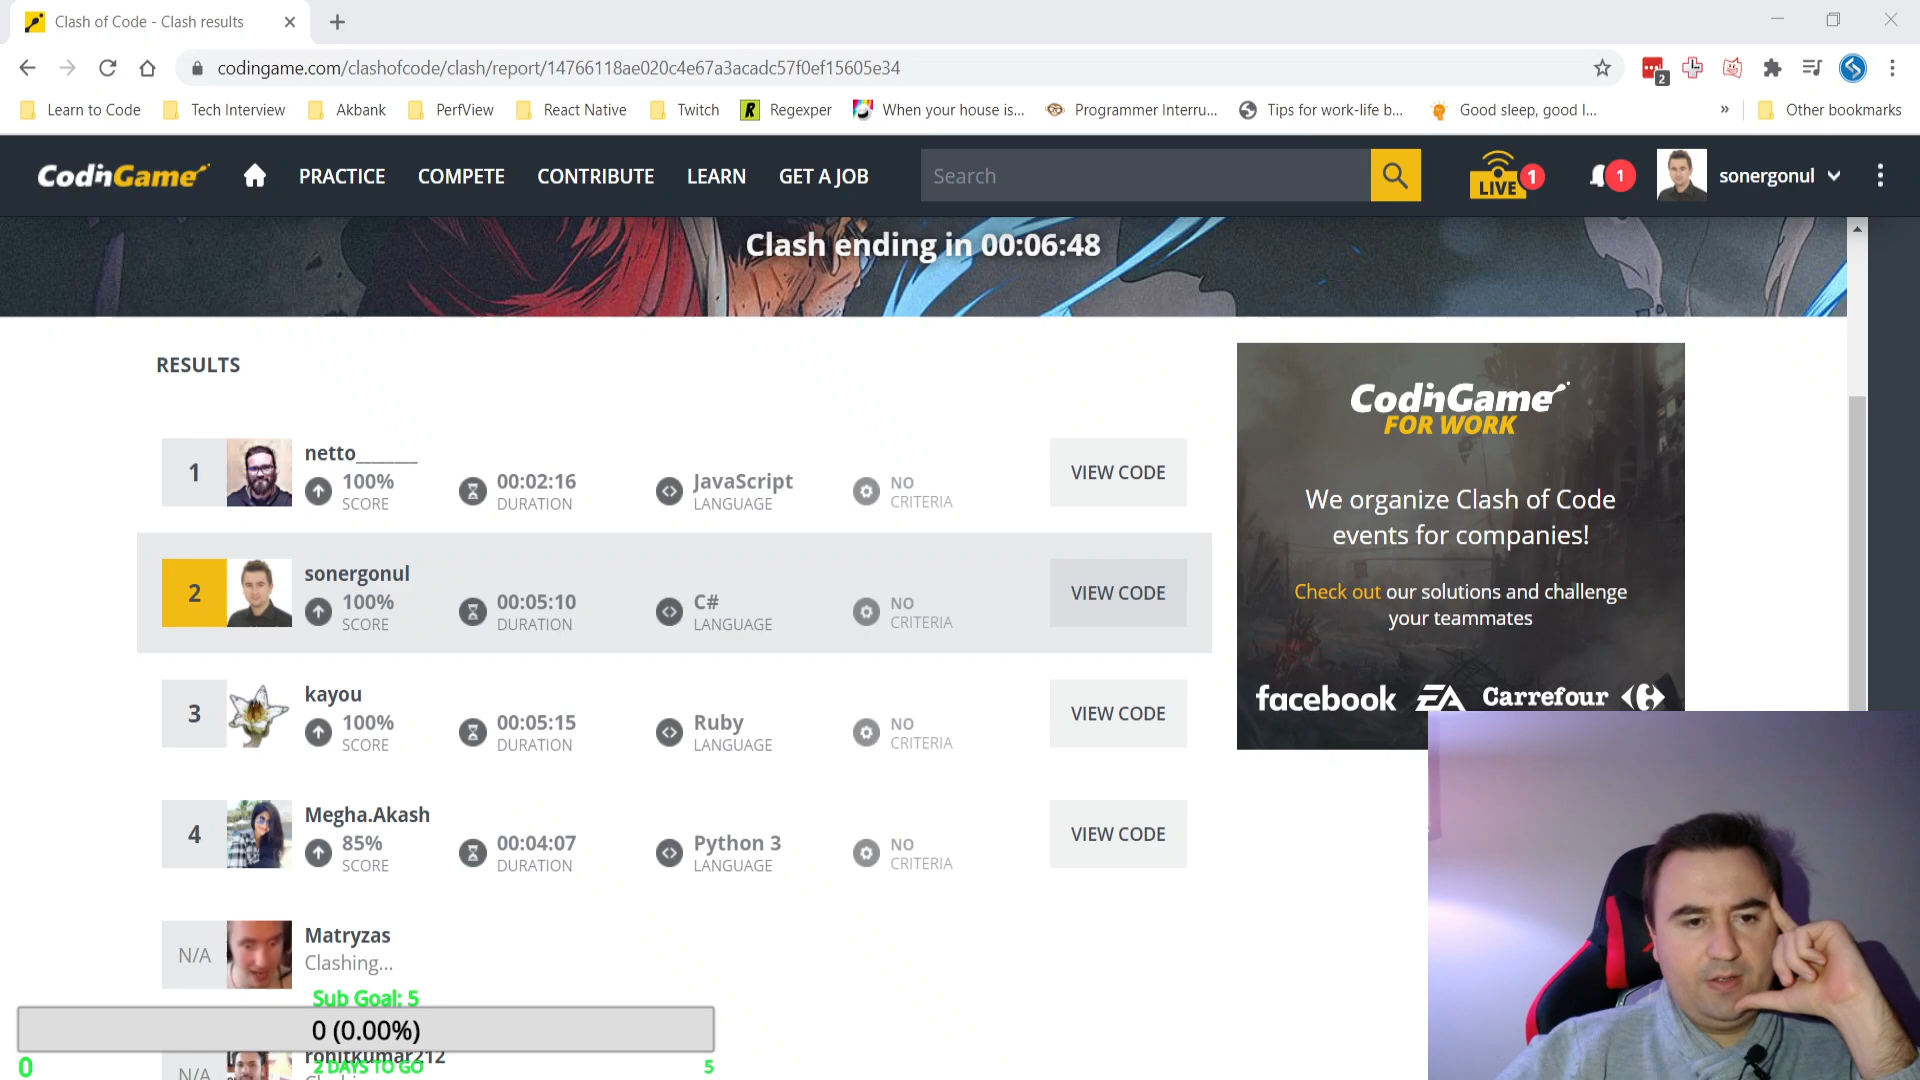 Clash of Code - Clash results
codingame.com/clashofcode/clash/report/14766118ae020c4e67a3acadc57f0ef15605e34
2
Learn to Code
Tech Interview
Akbank
PerfView
React Native
Twitch
R
Regexper
When your house is...
Programmer Interru...
Tips for work-life b...
Good sleep, good l...
»
Other bookmarks
CodinGame
PRACTICE
COMPETE
CONTRIBUTE
LEARN
GET A JOB
Search
LIVE
1
1
sonergonul
Clash ending in 00:06:48
RESULTS
1
netto_______
100%
SCORE
00:02:16
DURATION
JavaScript
LANGUAGE
NO
CRITERIA
VIEW CODE
2
sonergonul
100%
SCORE
00:05:10
DURATION
C#
LANGUAGE
NO
CRITERIA
VIEW CODE
3
kayou
100%
SCORE
00:05:15
DURATION
Ruby
LANGUAGE
NO
CRITERIA
VIEW CODE
4
Megha.Akash
85%
SCORE
00:04:07
DURATION
Python 3
LANGUAGE
NO
CRITERIA
VIEW CODE
N/A
Matryzas
Clashing...
N/A
rohitkumar212
CodinGame
FOR WORK
We organize Clash of Code
events for companies!
Check out our solutions and challenge
your teammates
facebook
EA
Carrefour
Sub Goal: 5
0 (0.00%)
0
2 DAYS TO GO
5